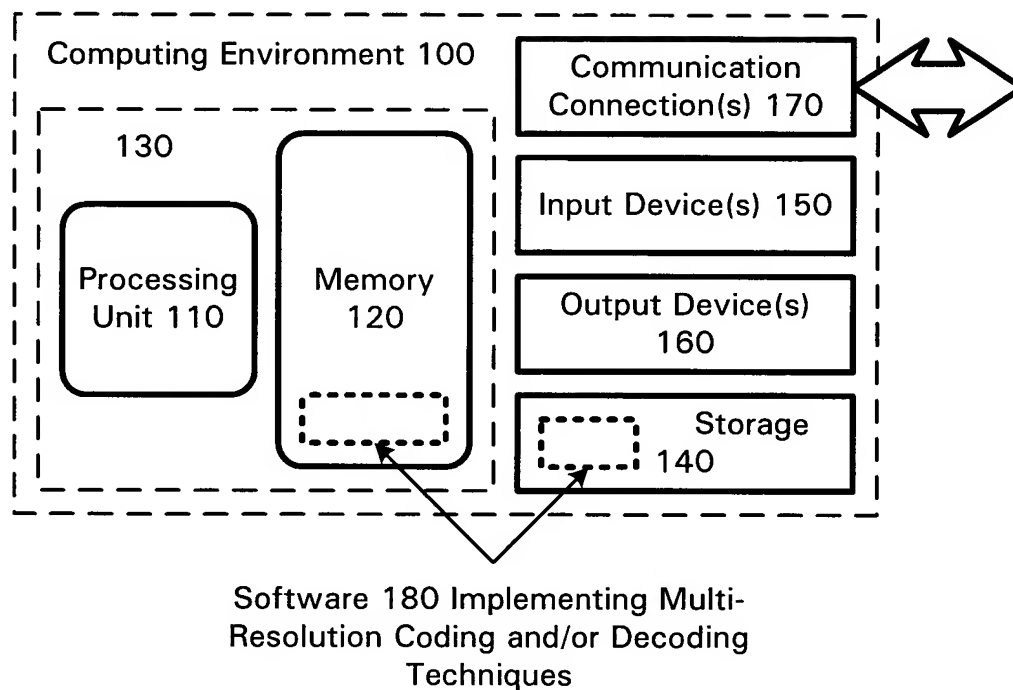 Computing Environment 100
130
Processing
Unit 110
Memory
120
Communication
Connection(s) 170
Input Device(s) 150
Output Device(s)
160
Storage
140
Software 180 Implementing Multi-
Resolution Coding and/or Decoding
Techniques